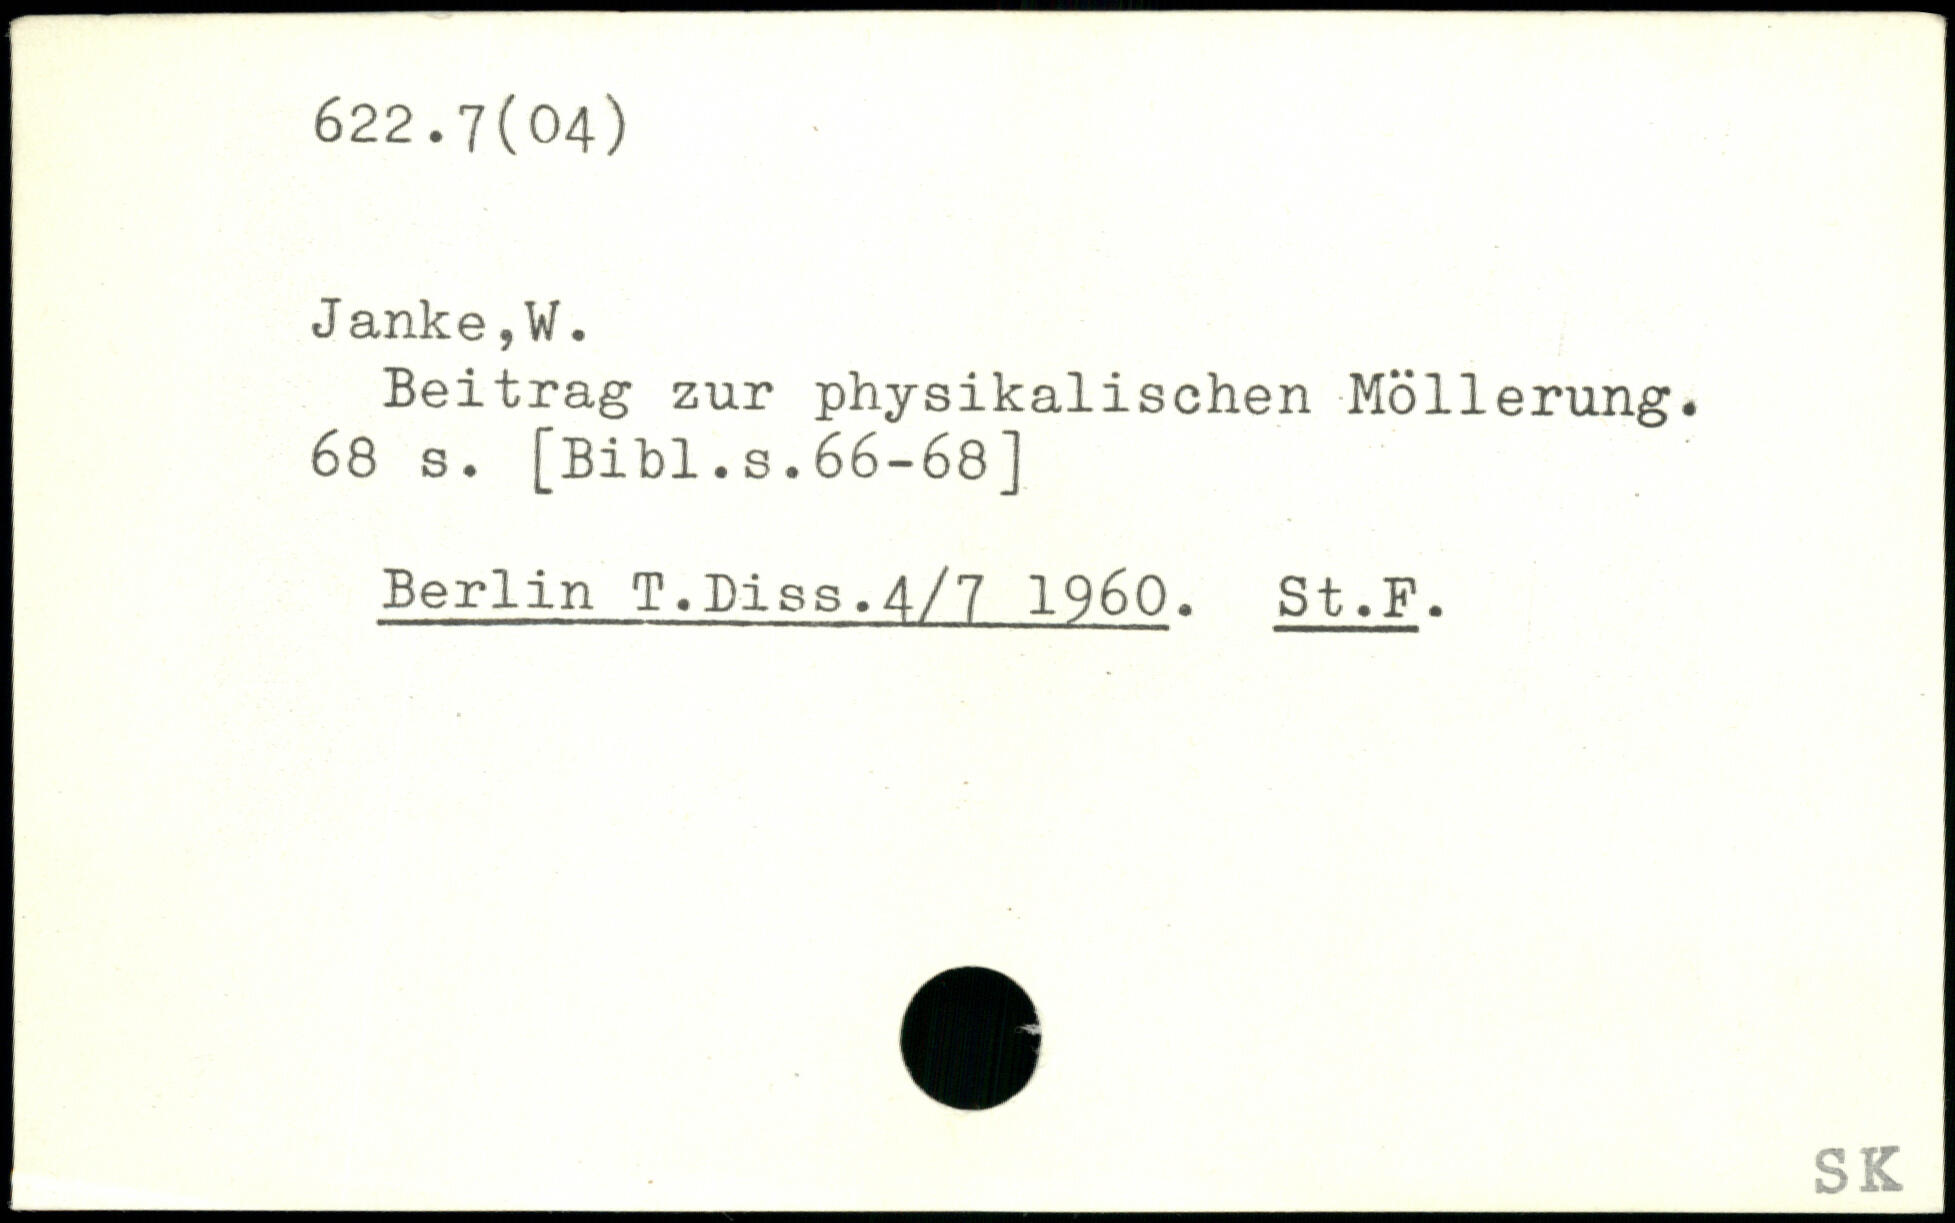 622.7(04)
Janke,W.
Beitrag zur physikalischen Möllerung.
68 s. [Bibl.s.66-68]
Berlin T.Diss.4/7 1960. St.F.
SK